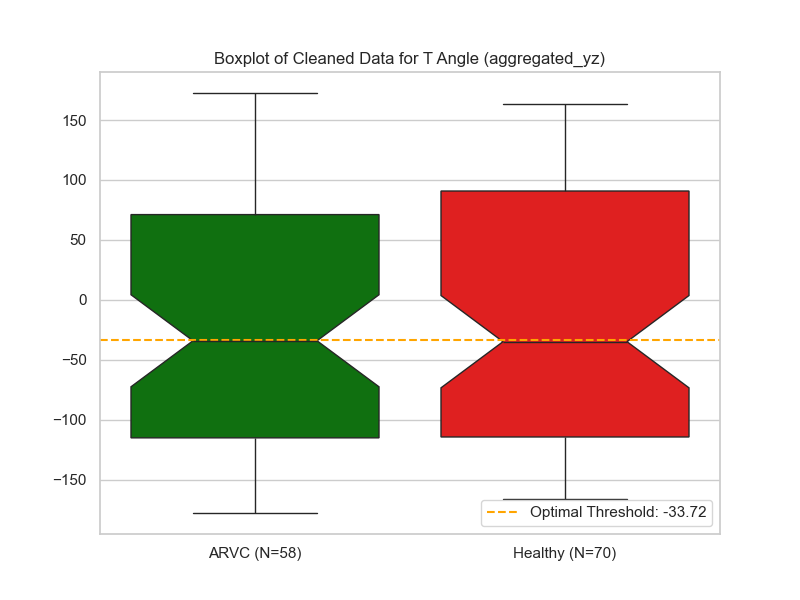 Boxplot of Cleaned Data for T Angle (aggregated_yz)
150
100
50
0
−50
−100
−150
Optimal Threshold: -33.72
ARVC (N=58)
Healthy (N=70)